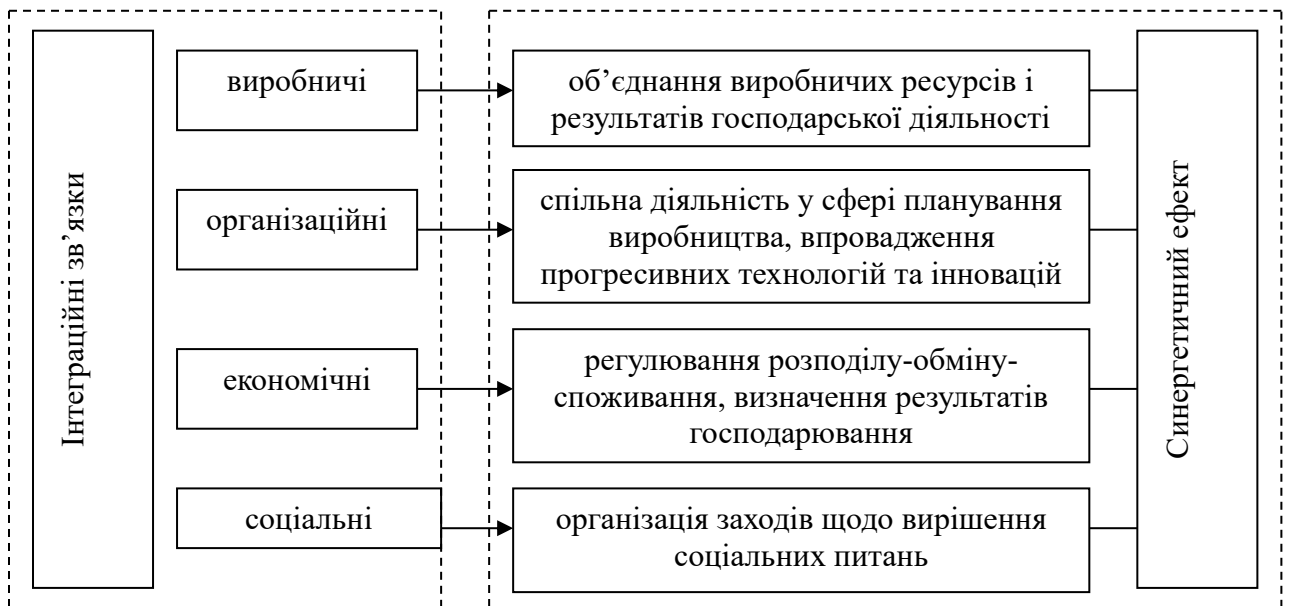 Інтеграційні зв’язки
виробничі
об’єднання виробничих ресурсів і
результатів господарської діяльності
організаційні
спільна діяльність у сфері планування
виробництва, впровадження
прогресивних технологій та інновацій
економічні
регулювання розподілу-обміну-
споживання, визначення результатів
господарювання
соціальні
організація заходів щодо вирішення
соціальних питань
Синергетичний ефект